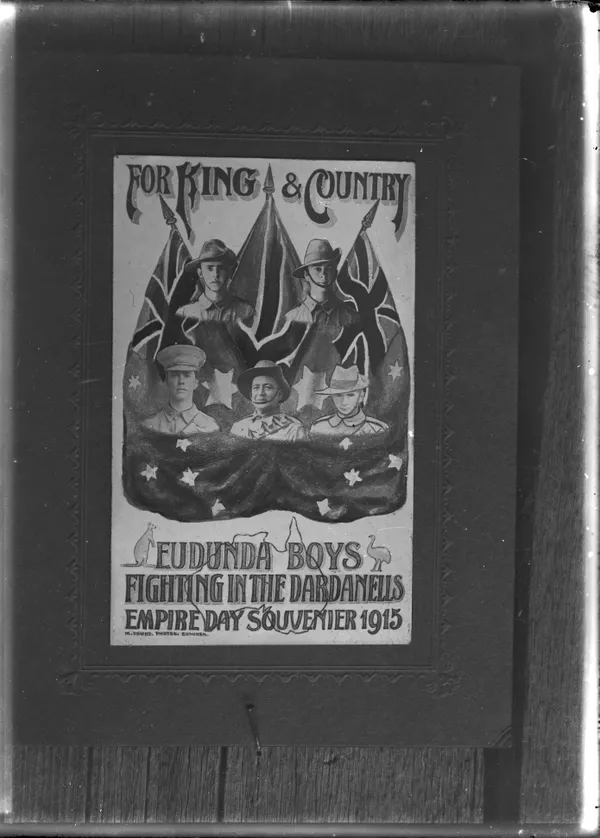 FOR KING & COUNTRY
EUDUNDA BOYS
FIGHTING IN THE DARDANELLS
EMPIRE DAY SOUVENIER 1915